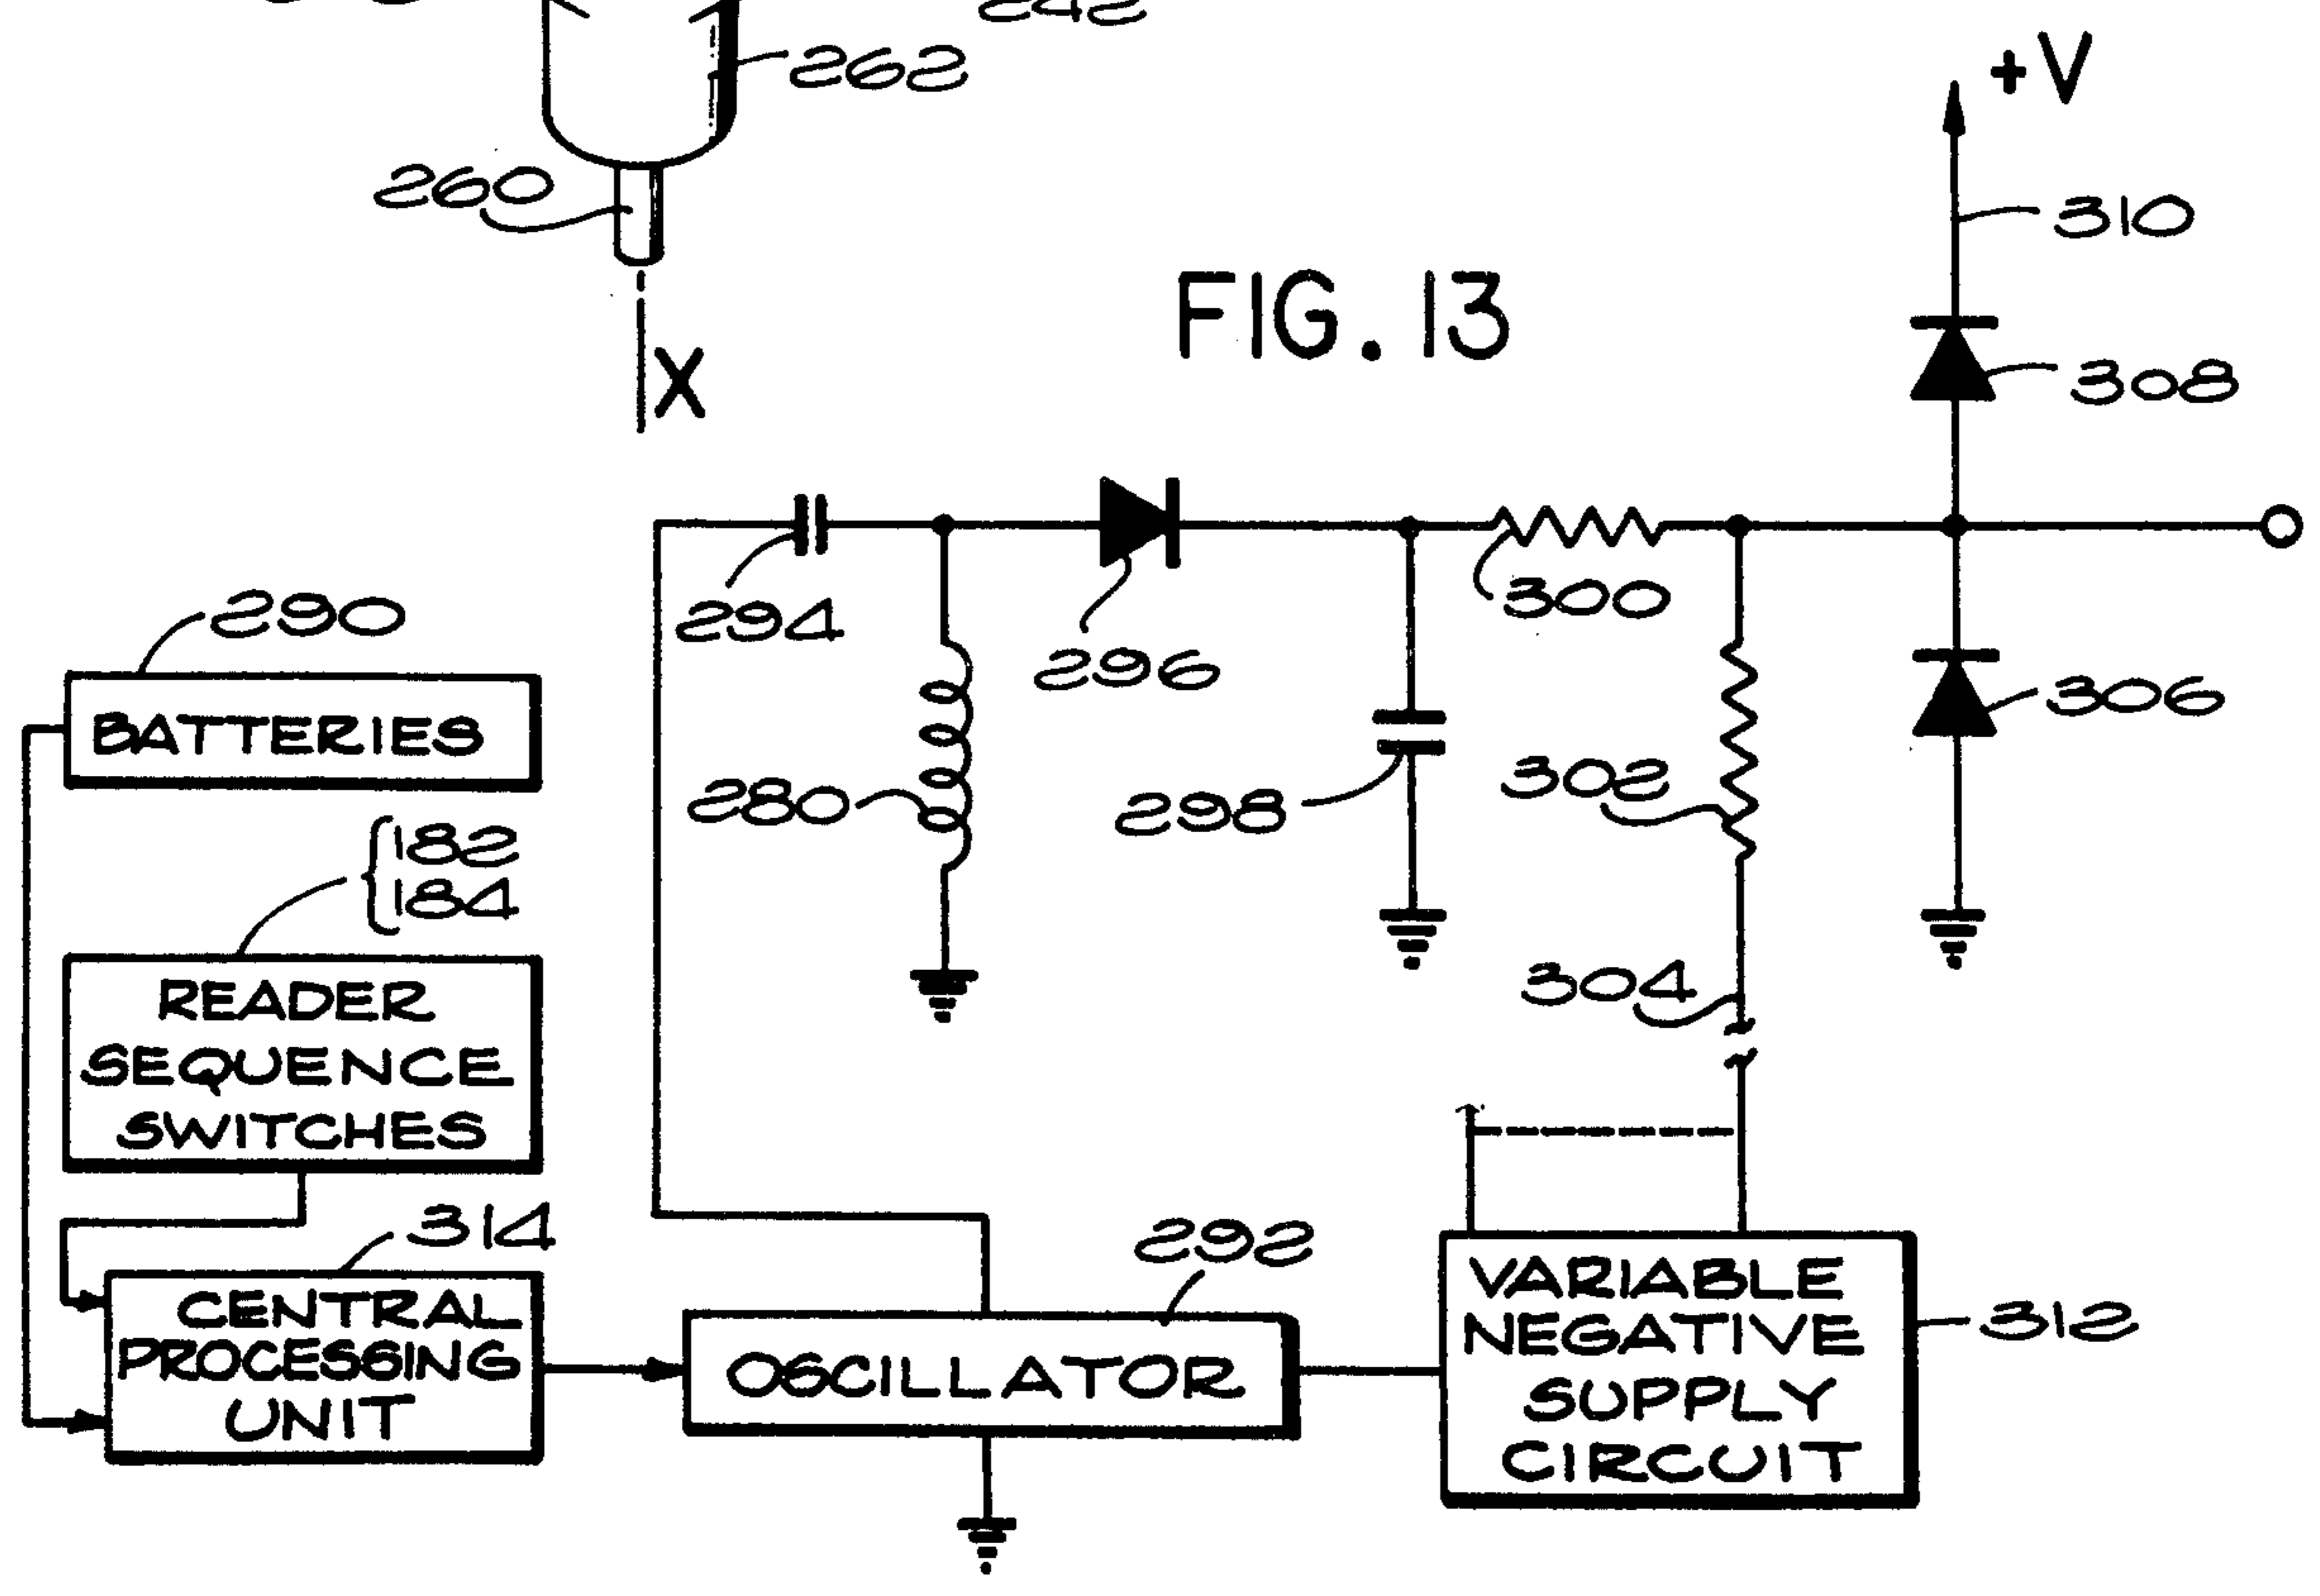 242
262
+V
260
310
FIG. 13
X
308
294
300
290
296
306
BATTERIES
280
298
302
182
184
304
READER
SEQUENCE
SWITCHES
314
292
CENTRAL
PROCESSING
UNIT
OSCILLATOR
VARIABLE
NEGATIVE
SUPPLY
CIRCUIT
312